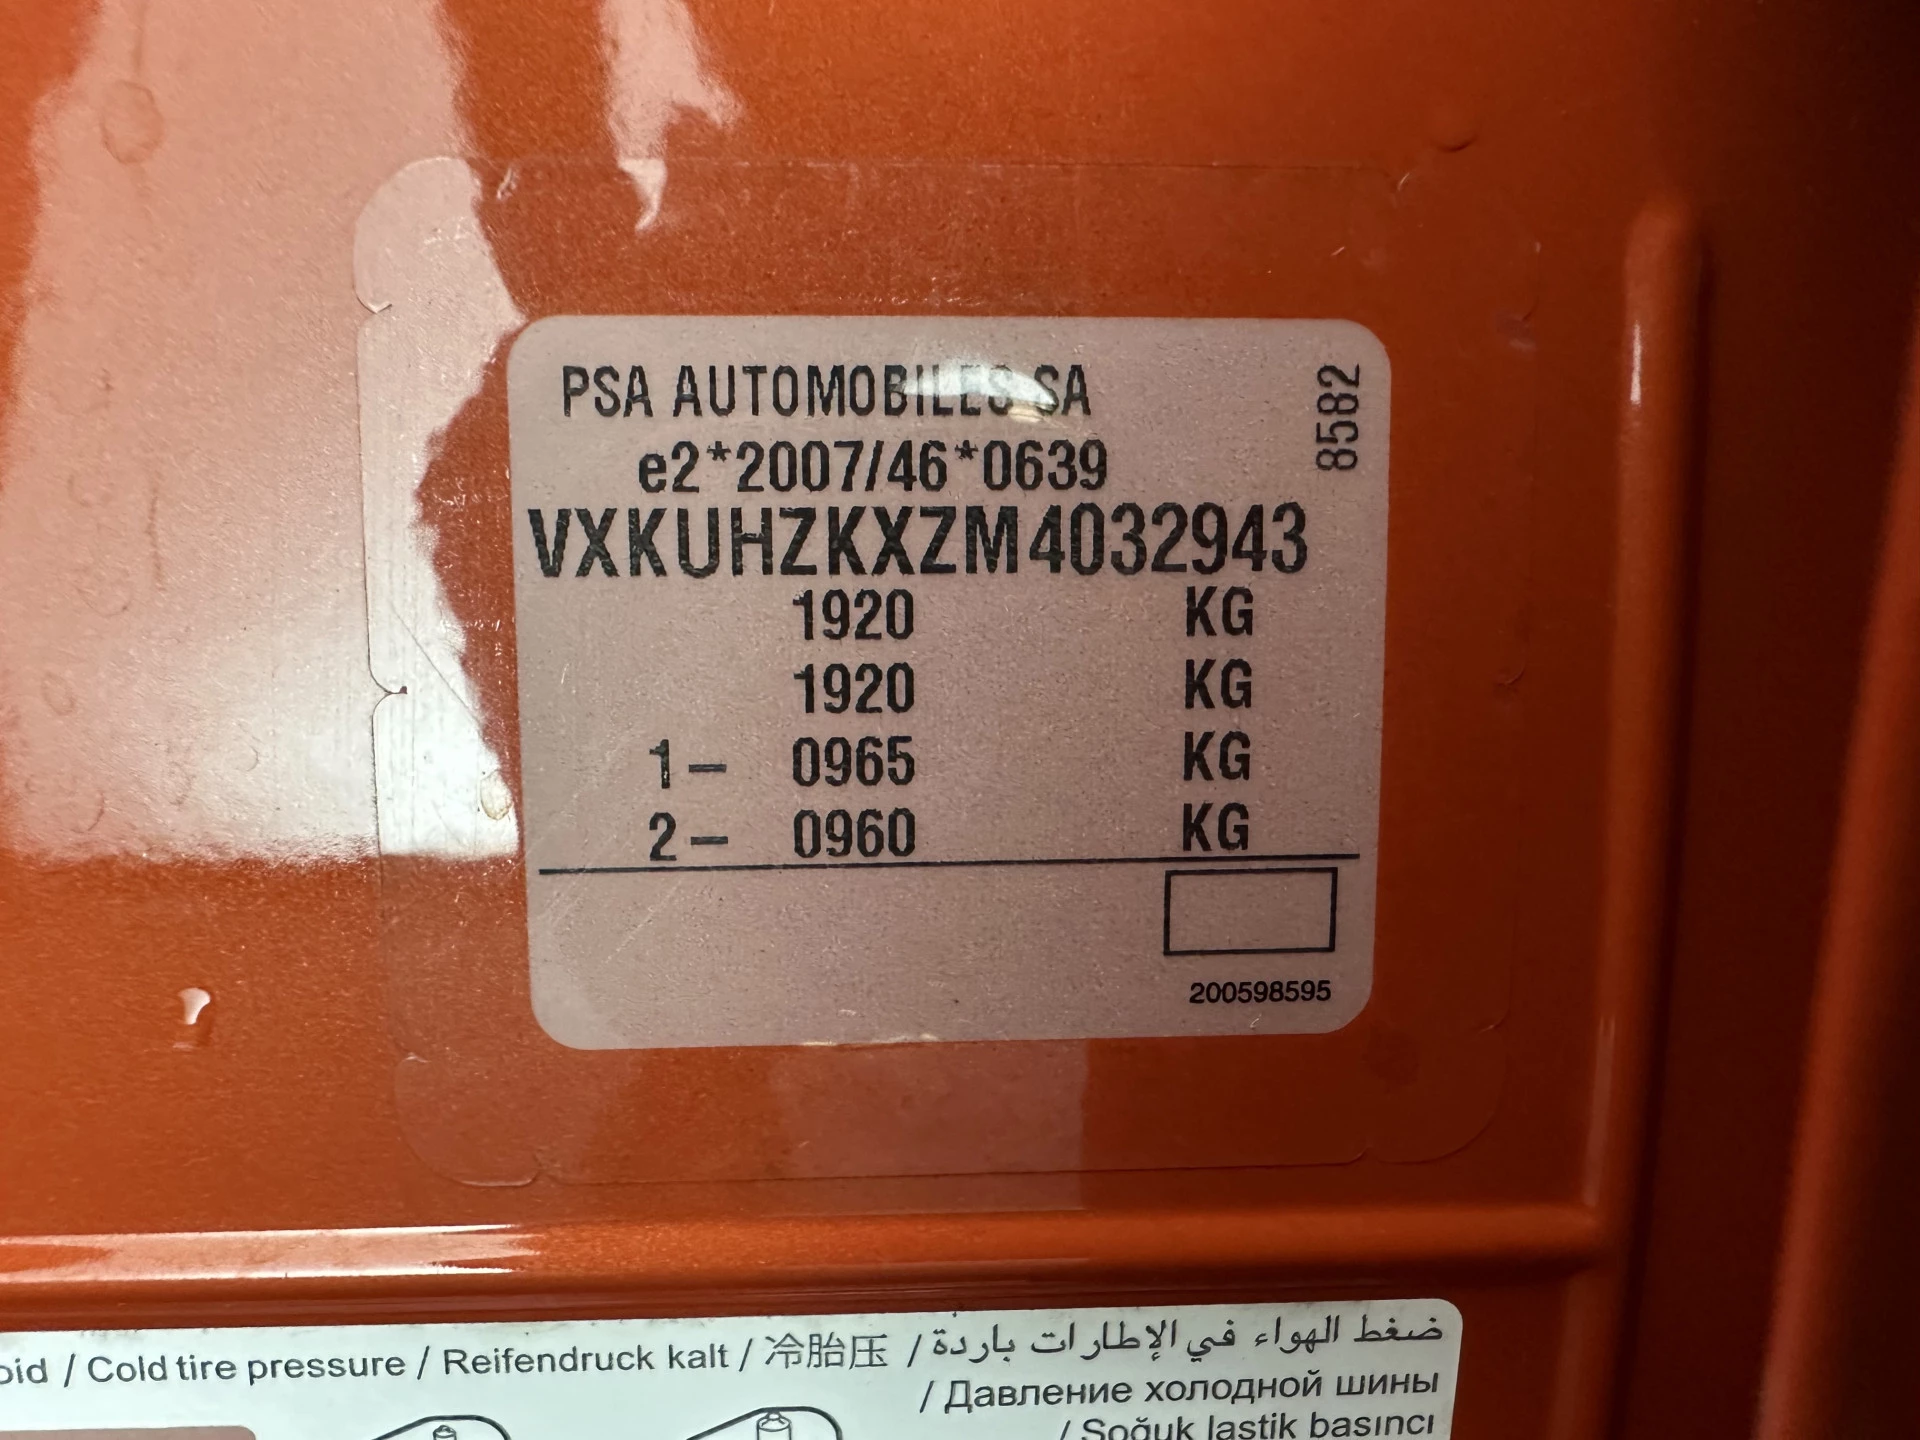 PSA AUTOMOBILES SA
8582
e2*2007/46*0639
VXKUHZKXZM4032943
1920 KG
1920 KG
1- 0965 KG
2- 0960 KG
200598595
ضغط الهواء في الإطارات باردة / 冷胎压 / Reifendruck kalt / Cold tire pressure /
/ Давление холодной шины
/ Soğuk lastik basıncı